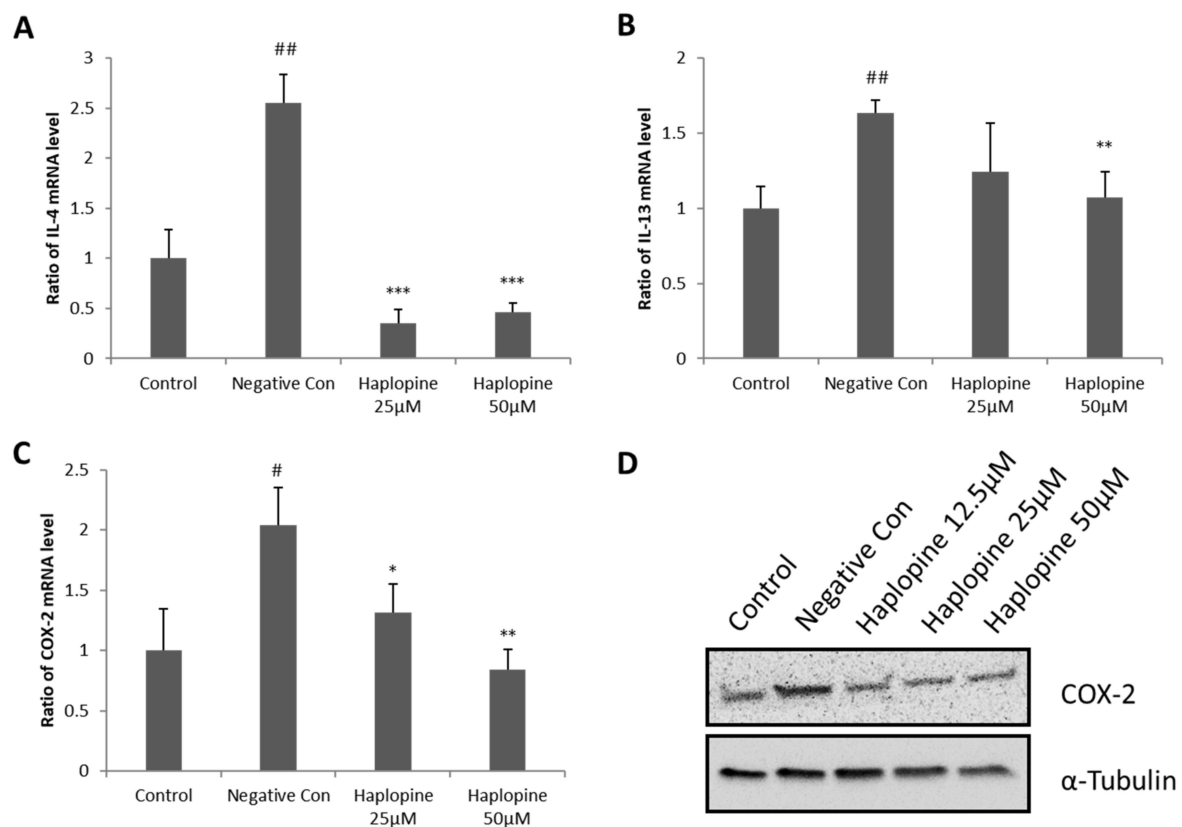 A
Ratio of IL-4 mRNA level
3
2.5
2
1.5
1
0.5
0
##
***
***
Control
Negative Con
Haplopine
25μM
Haplopine
50μM
B
Ratio of IL-13 mRNA level
2
1.5
1
0.5
0
##
**
Control
Negative Con
Haplopine
25μM
Haplopine
50μM
C
Ratio of COX-2 mRNA level
2.5
2
1.5
1
0.5
0
#
*
**
Control
Negative Con
Haplopine
25μM
Haplopine
50μM
D
Control
Negative Con
Haplopine 12.5μM
Haplopine 25μM
Haplopine 50μM
COX-2
α-Tubulin